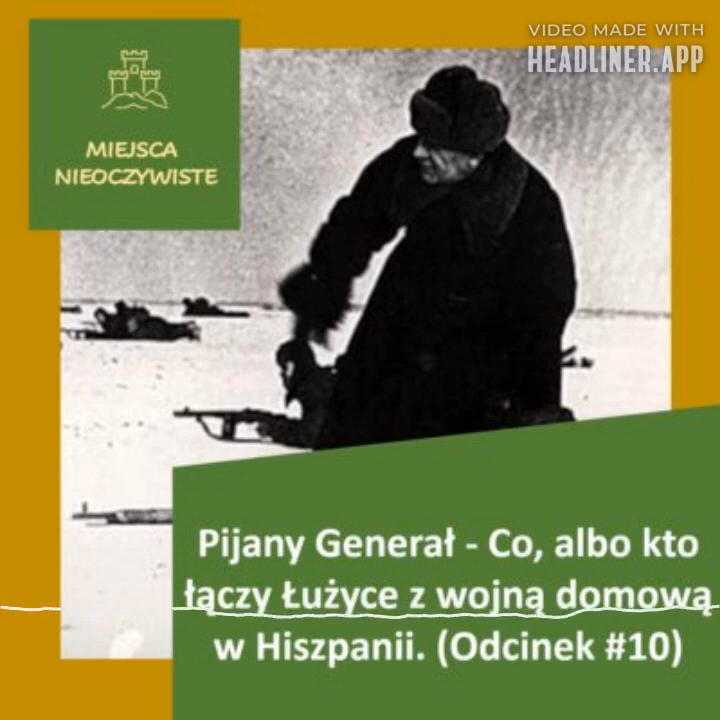 VIDEO MADE WITH
HEADLINER.APP
MIEJSCA
NIEOCZYWISTE
Pijany Generał - Co, albo kto
łączy Łużyce z wojną domową
w Hiszpanii. (Odcinek #10)